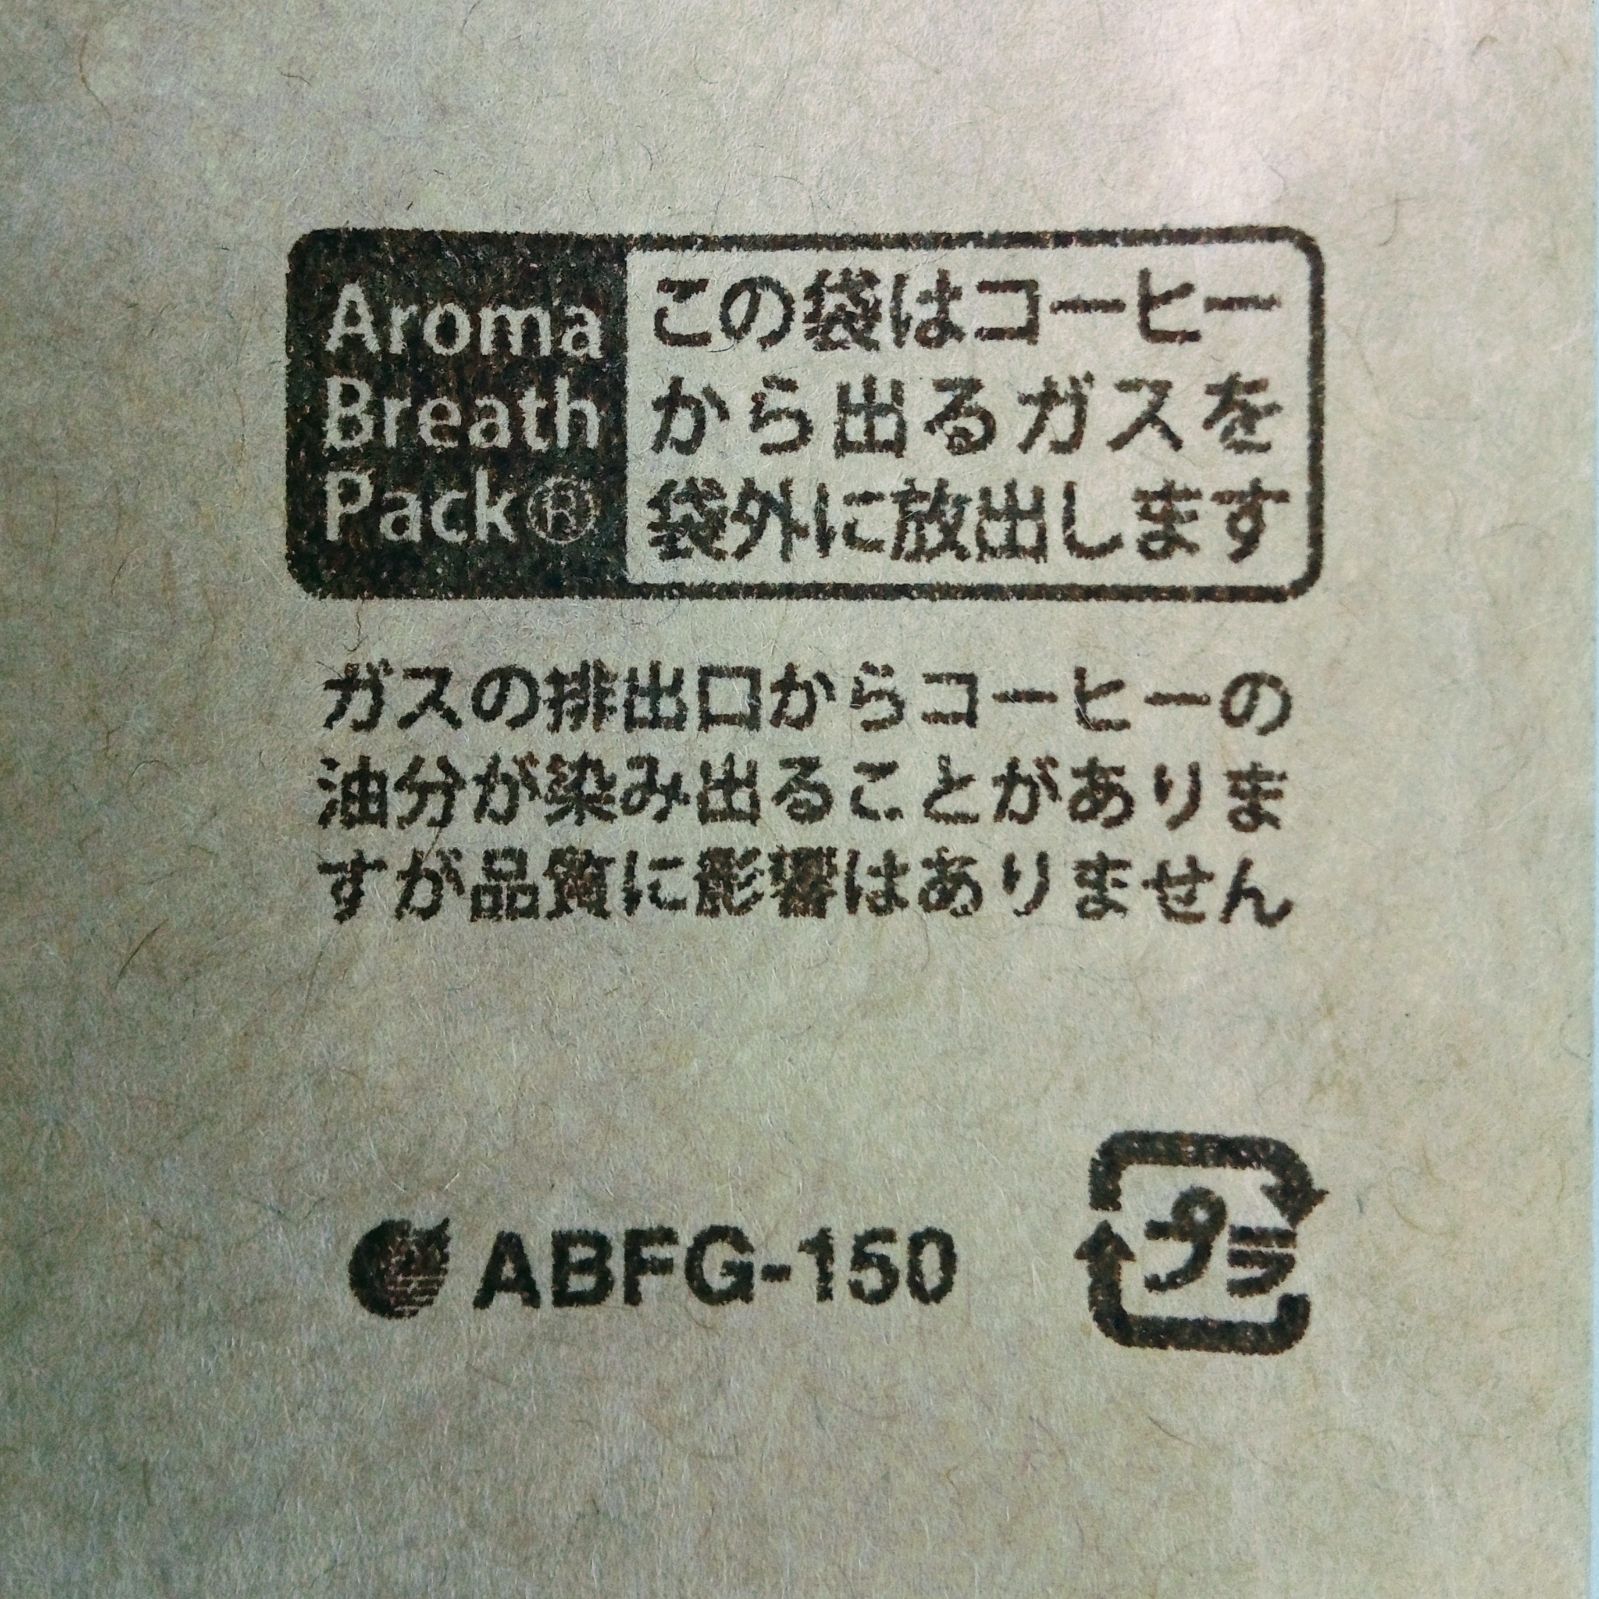 Aroma
Breath
Pack®
この袋はコーヒー
から出るガスを
袋外に放出します
ガスの排出口からコーヒーの
油分が染み出ることがありま
すが品質に影響はありません
ABFG-150
プラ